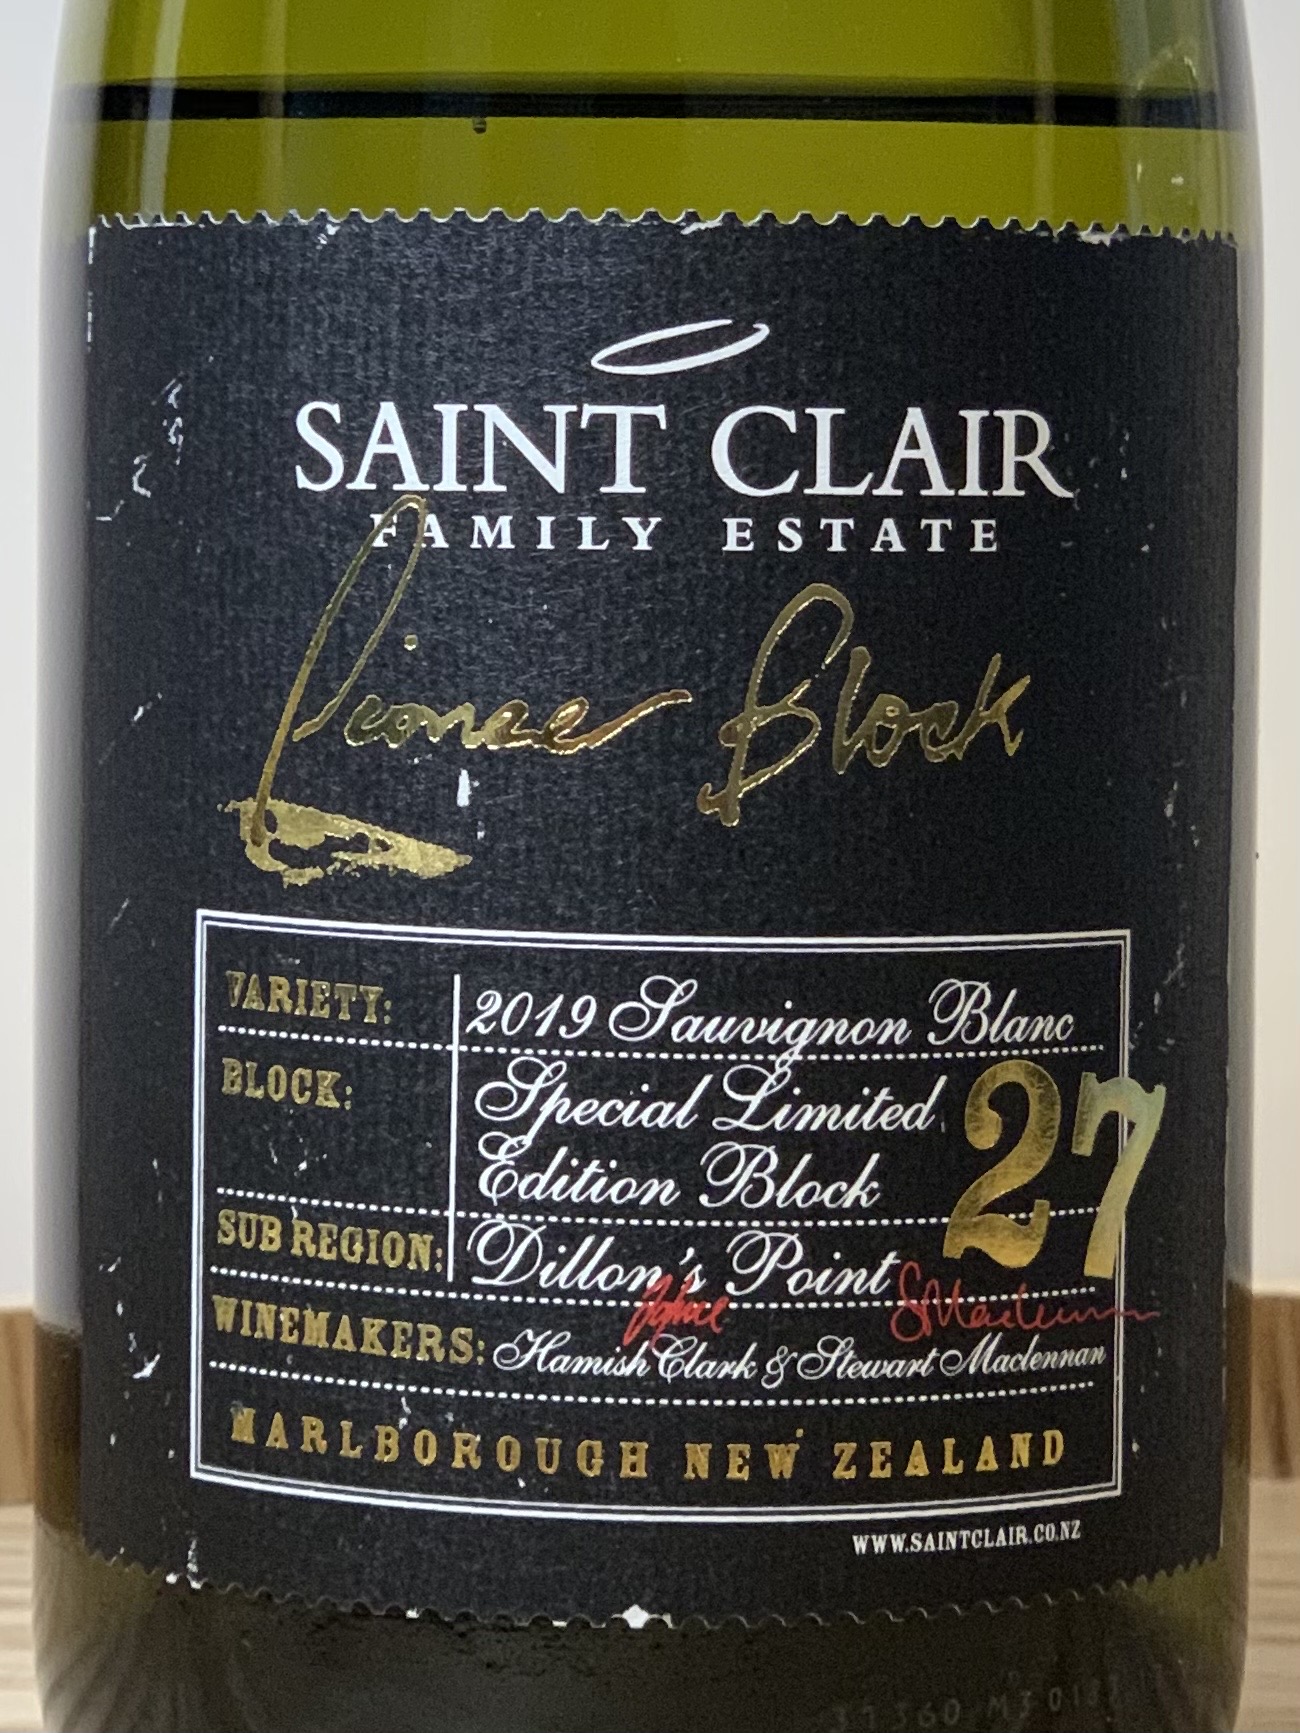 SAINT CLAIR
FAMILY ESTATE
Pioneer Block
VARIETY: 2019 Sauvignon Blanc
BLOCK: Special Limited 27
Edition Block
SUB REGION: Dillon's Point
WINEMAKERS: Hamish Clark & Stewart Maclennan
MARLBOROUGH NEW ZEALAND
WWW.SAINTCLAIR.CO.NZ